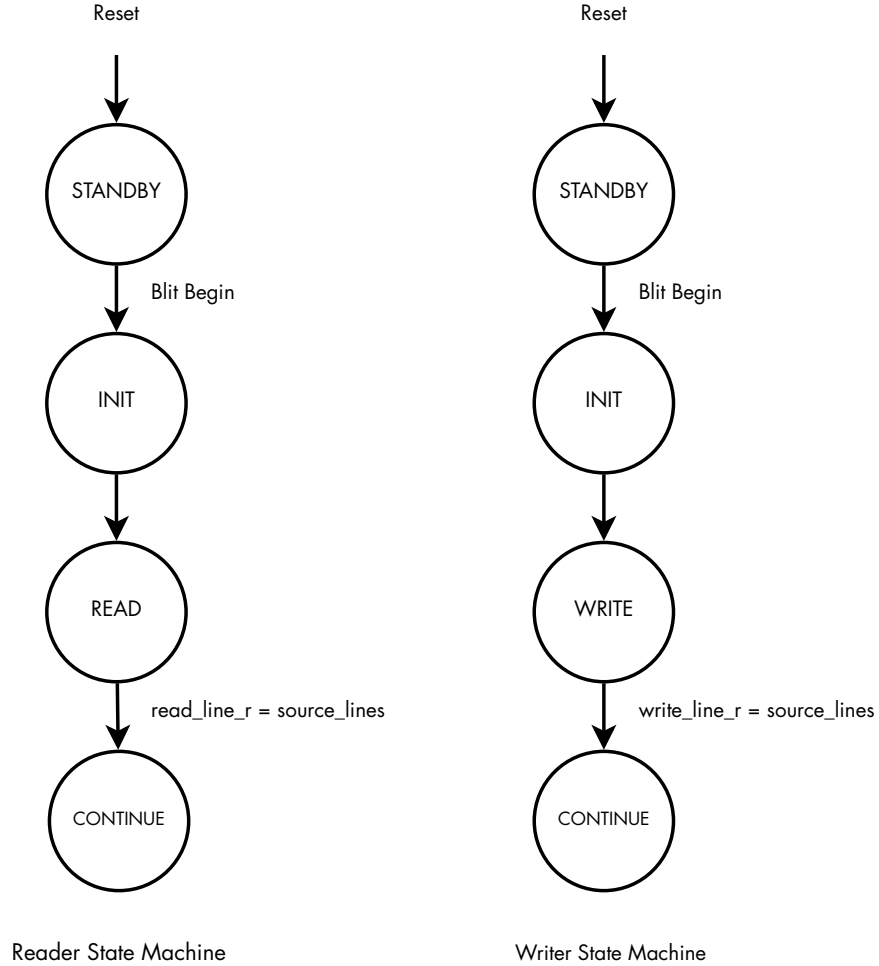 Reset
STANDBY
Blit Begin
INIT
READ
read_line_r = source_lines
CONTINUE
Reader State Machine
Reset
STANDBY
Blit Begin
INIT
WRITE
write_line_r = source_lines
CONTINUE
Writer State Machine